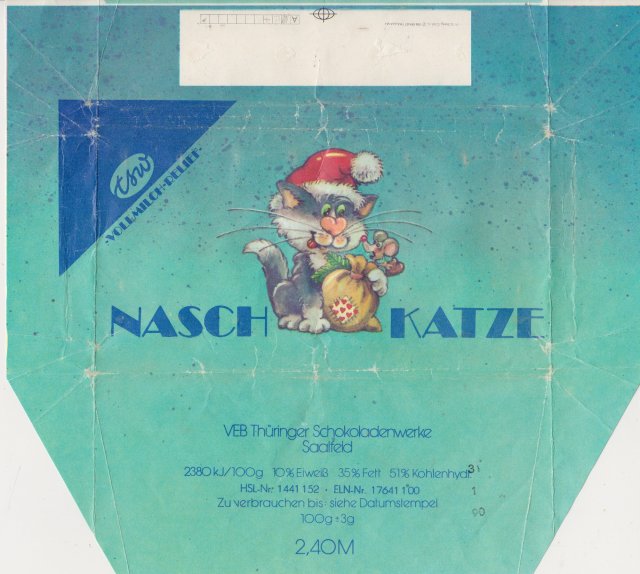 tsw
·VOLLMILCH-RELIEF·
NASCH KATZE
VEB Thüringer Schokoladenwerke
Saalfeld
2380 kJ/100g 10% Eiweiß 35% Fett 51% Kohlenhydr.
HSL-Nr. 1441 152 · ELN-Nr. 17641 100
Zu verbrauchen bis: siehe Datumstempel
100g ±3g
2,40M